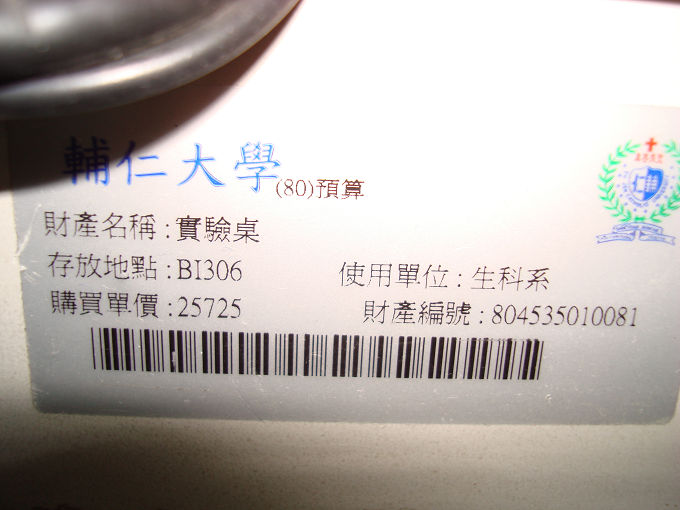 輔仁大學(80)預算
財產名稱:實驗桌
存放地點:BI306 使用單位:生科系
購買單價:25725 財產編號:804535010081